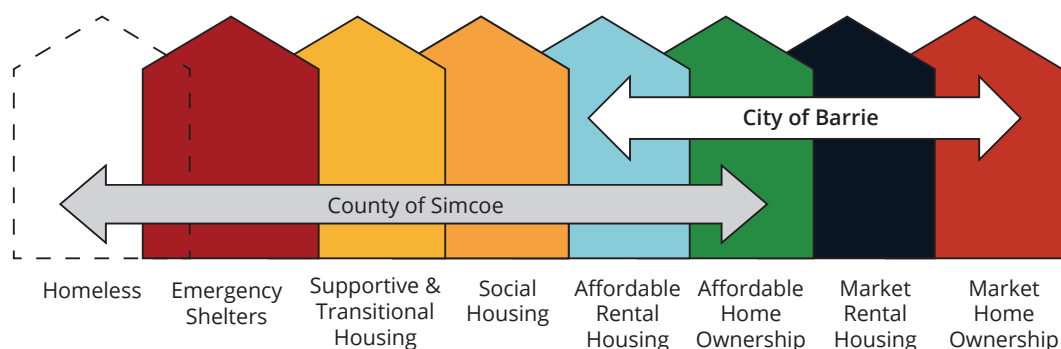 City of Barrie
County of Simcoe
Homeless
Emergency
Shelters
Supportive &
Transitional
Housing
Social
Housing
Affordable
Rental
Housing
Affordable
Home
Ownership
Market
Rental
Housing
Market
Home
Ownership